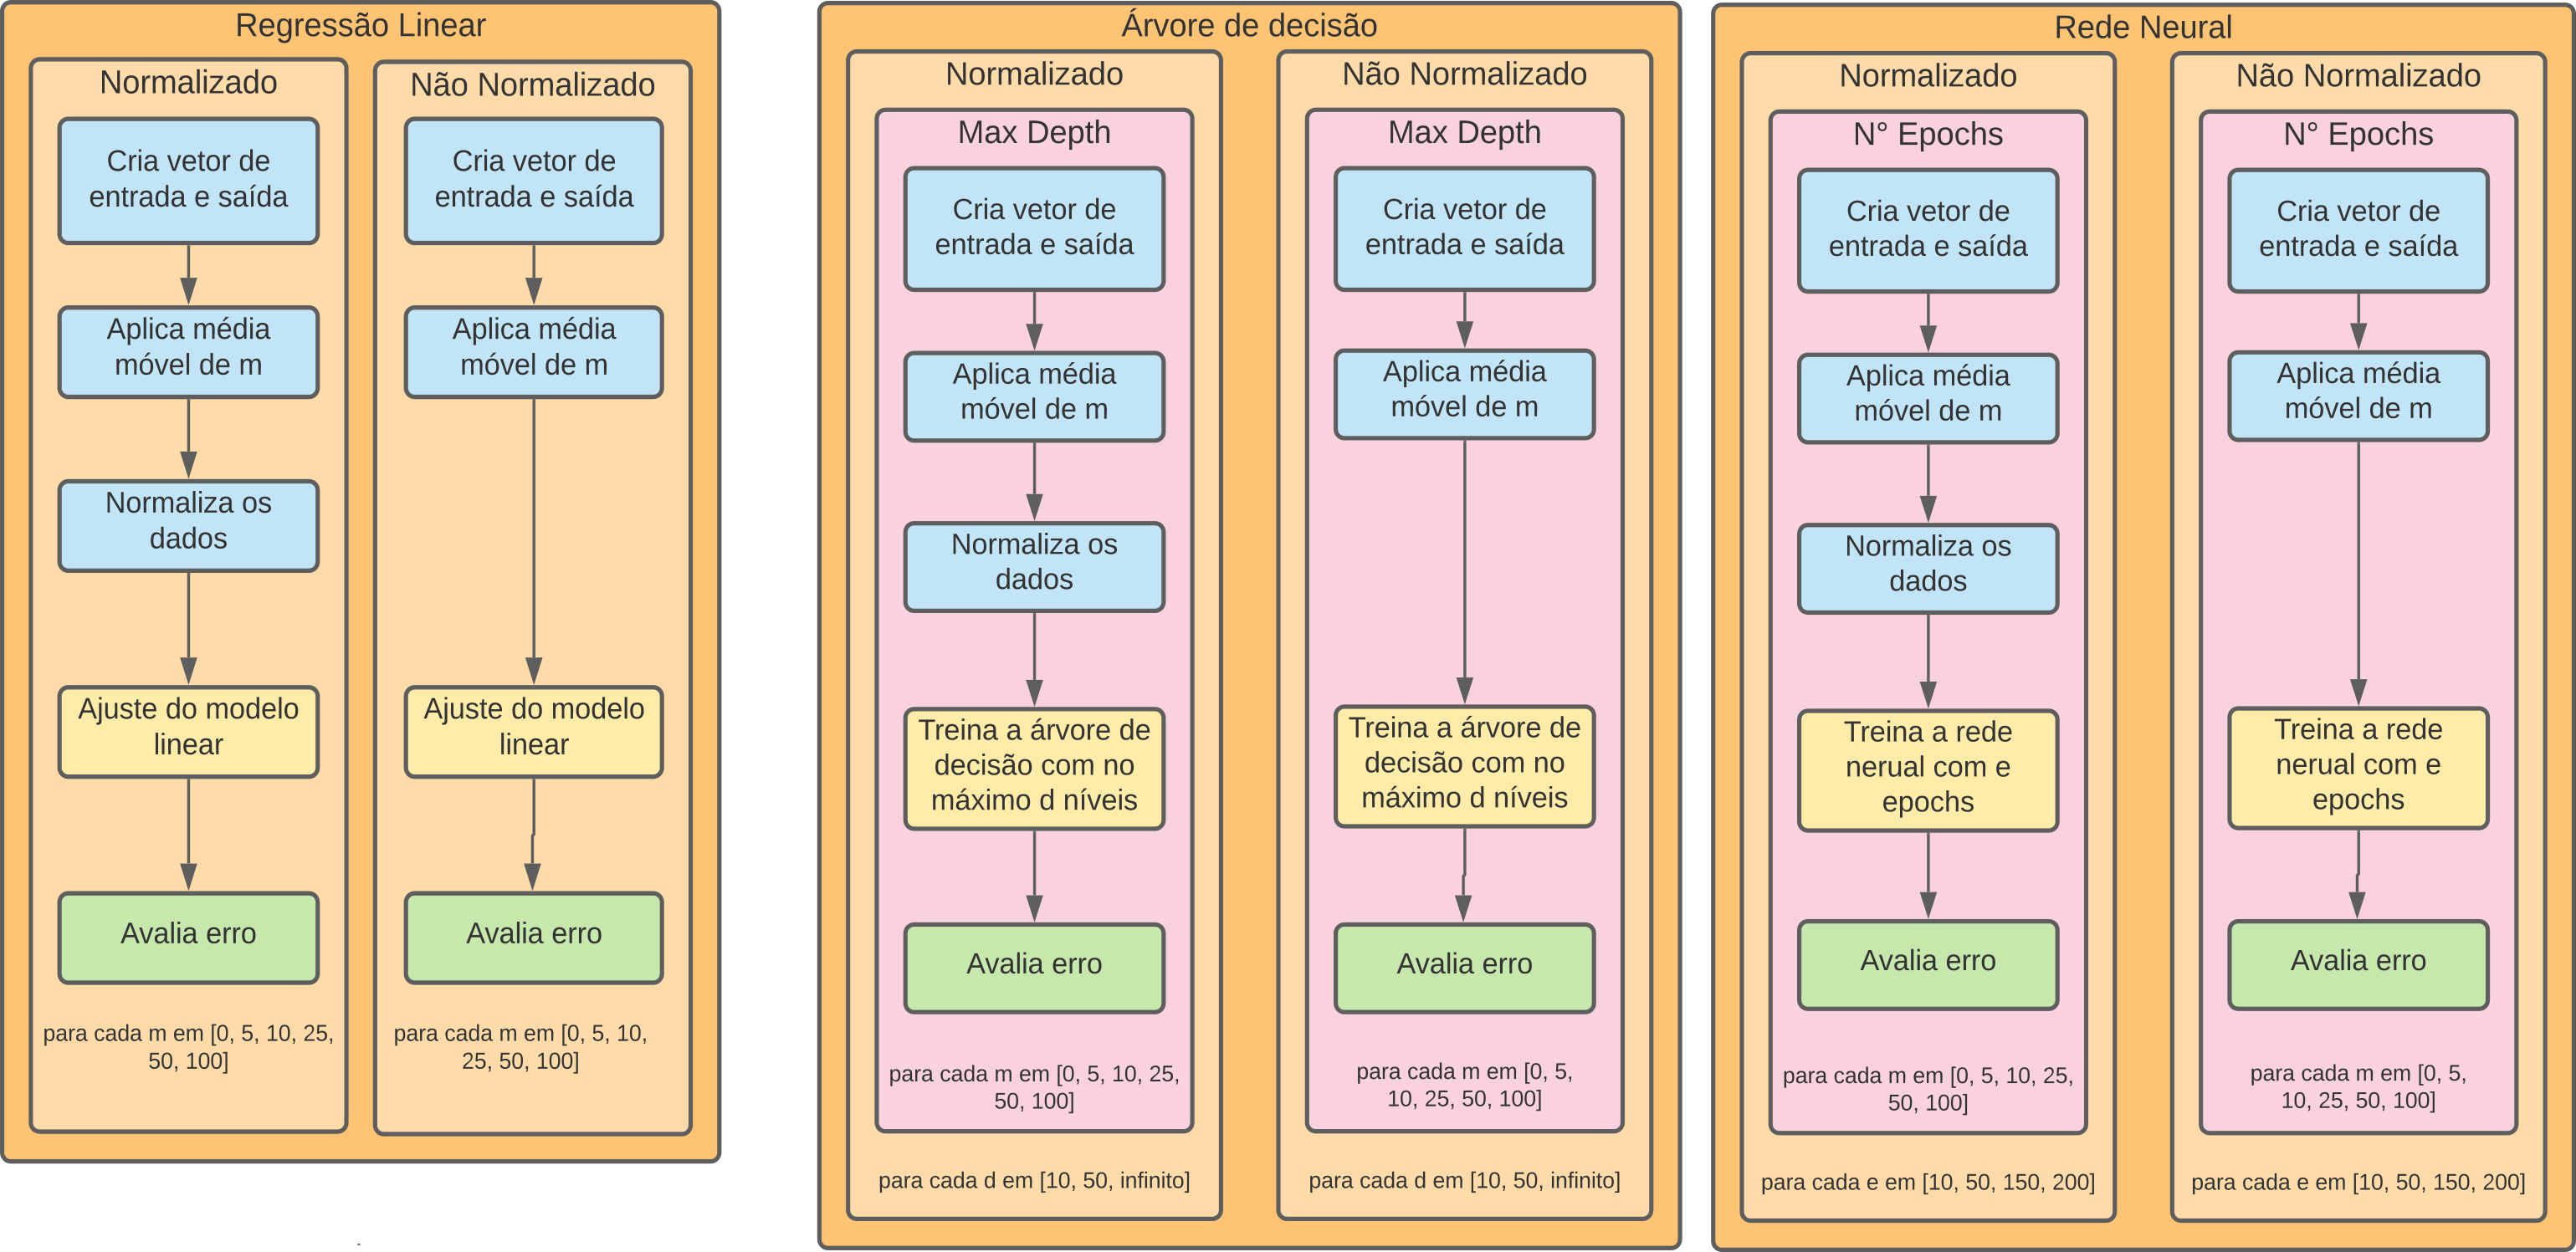 Regressão Linear
Normalizado
Cria vetor de
entrada e saída
Aplica média
móvel de m
Normaliza os
dados
Ajuste do modelo
linear
Avalia erro
para cada m em [0, 5, 10, 25,
50, 100]
Não Normalizado
Cria vetor de
entrada e saída
Aplica média
móvel de m
Ajuste do modelo
linear
Avalia erro
para cada m em [0, 5, 10,
25, 50, 100]
Árvore de decisão
Normalizado
Max Depth
Cria vetor de
entrada e saída
Aplica média
móvel de m
Normaliza os
dados
Treina a árvore de
decisão com no
máximo d níveis
Avalia erro
para cada m em [0, 5, 10, 25,
50, 100]
para cada d em [10, 50, infinito]
Não Normalizado
Max Depth
Cria vetor de
entrada e saída
Aplica média
móvel de m
Treina a árvore de
decisão com no
máximo d níveis
Avalia erro
para cada m em [0, 5,
10, 25, 50, 100]
para cada d em [10, 50, infinito]
Rede Neural
Normalizado
N° Epochs
Cria vetor de
entrada e saída
Aplica média
móvel de m
Normaliza os
dados
Treina a rede
nerual com e
epochs
Avalia erro
para cada m em [0, 5, 10, 25,
50, 100]
para cada e em [10, 50, 150, 200]
Não Normalizado
N° Epochs
Cria vetor de
entrada e saída
Aplica média
móvel de m
Treina a rede
nerual com e
epochs
Avalia erro
para cada m em [0, 5,
10, 25, 50, 100]
para cada e em [10, 50, 150, 200]